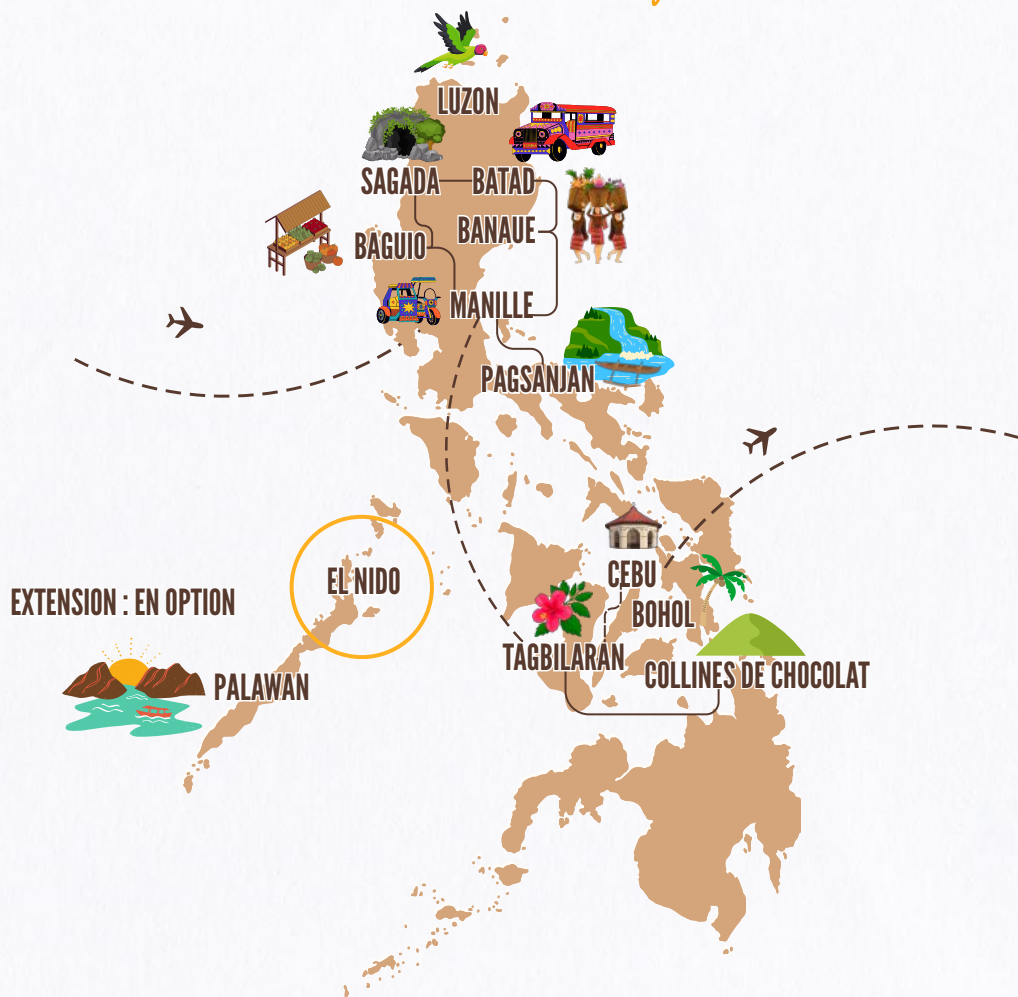 LUZON
SAGADA
BATAD
BANAUE
BAGUIO
MANILLE
PAGSANJAN
CEBU
EL NIDO
EXTENSION : EN OPTION
BOHOL
TAGBILARAN
COLLINES DE CHOCOLAT
PALAWAN